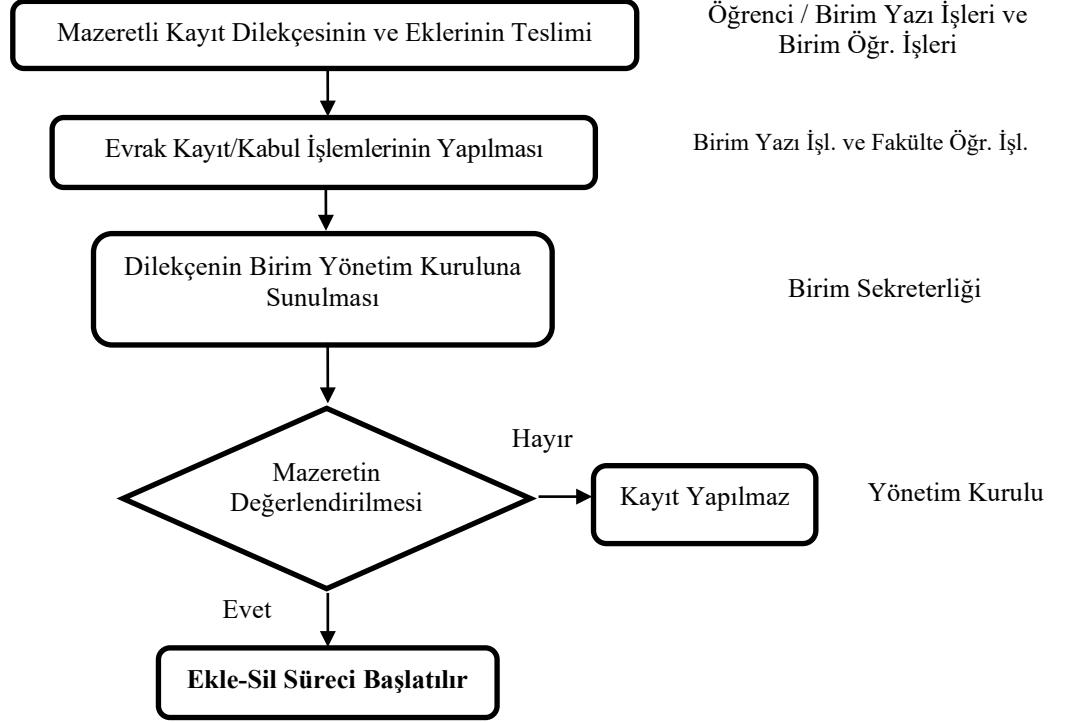 Mazeretli Kayıt Dilekçesinin ve Eklerinin Teslimi
Öğrenci / Birim Yazı İşleri ve
Birim Öğr. İşleri
Evrak Kayıt/Kabul İşlemlerinin Yapılması
Birim Yazı İşl. ve Fakülte Öğr. İşl.
Dilekçenin Birim Yönetim Kuruluna
Sunulması
Birim Sekreterliği
Mazeretin
Değerlendirilmesi
Hayır
Kayıt Yapılmaz
Yönetim Kurulu
Evet
Ekle-Sil Süreci Başlatılır